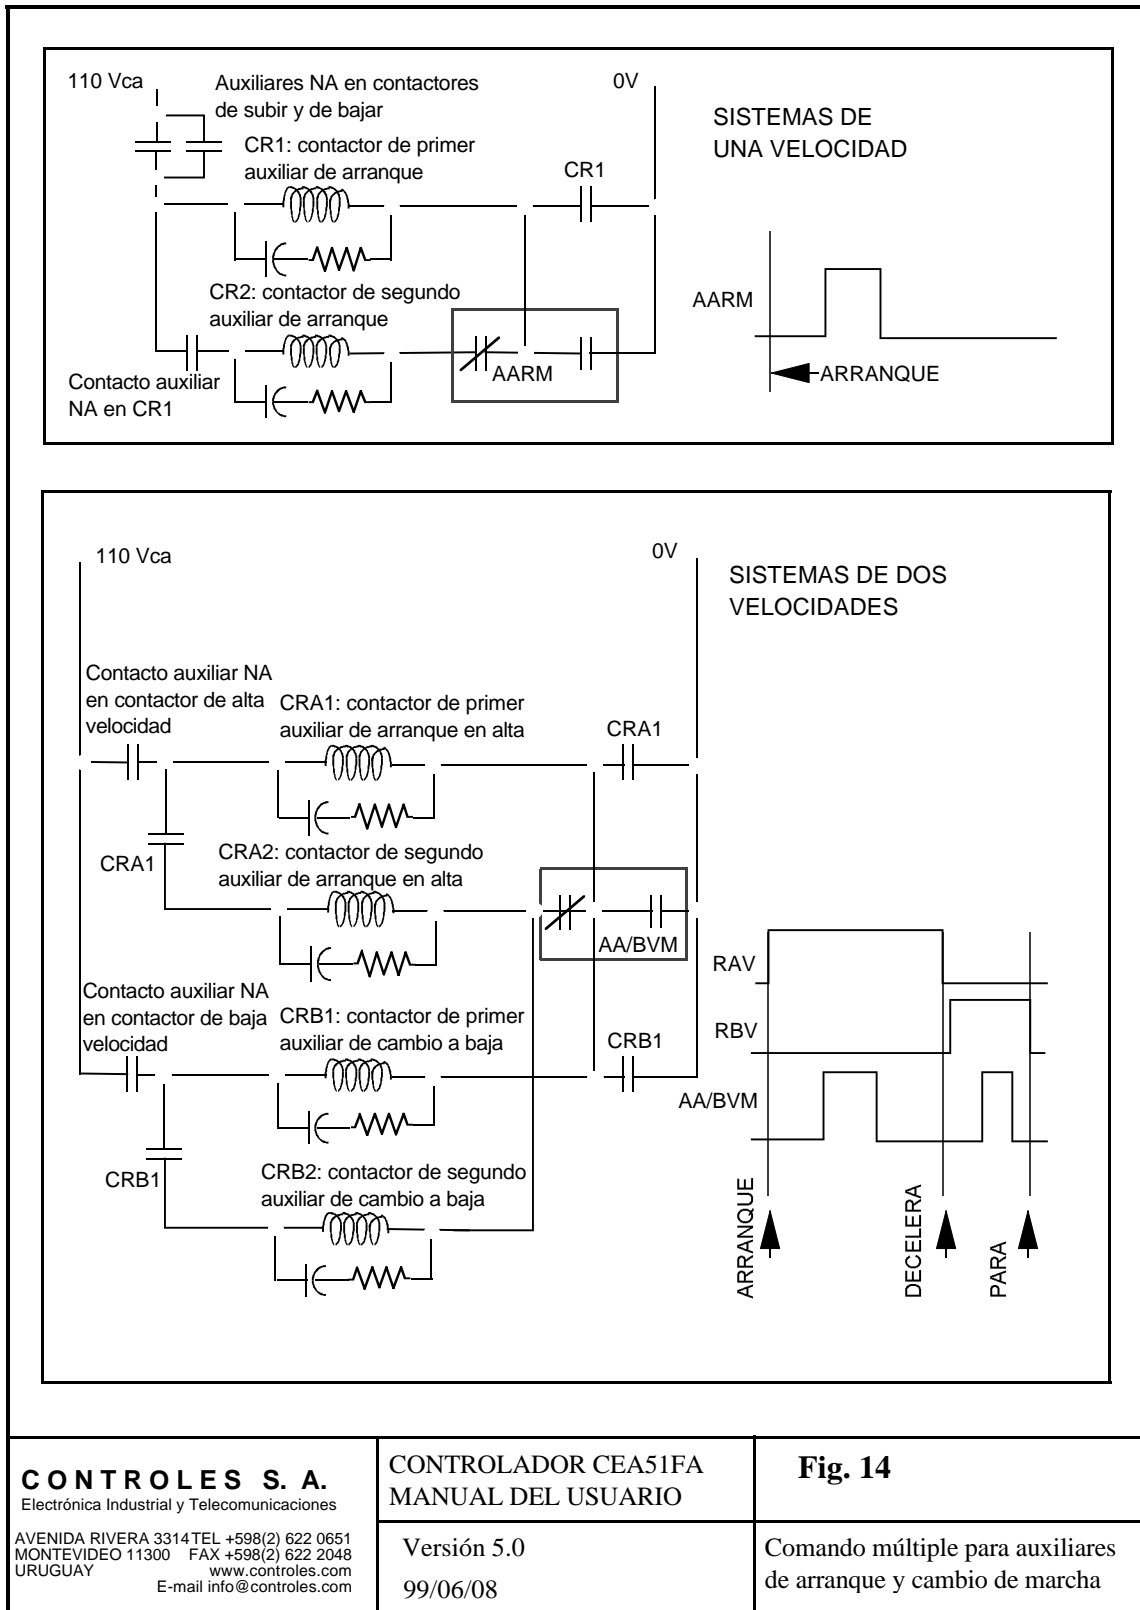 110 Vca
Auxiliares NA en contactores
de subir y de bajar
0V
SISTEMAS DE
UNA VELOCIDAD
CR1: contactor de primer
auxiliar de arranque
CR1
CR2: contactor de segundo
auxiliar de arranque
AARM
Contacto auxiliar
NA en CR1
AARM
ARRANQUE
110 Vca
0V
SISTEMAS DE DOS
VELOCIDADES
Contacto auxiliar NA
en contactor de alta
velocidad
CRA1: contactor de primer
auxiliar de arranque en alta
CRA1
CRA1
CRA2: contactor de segundo
auxiliar de arranque en alta
AA/BVM
Contacto auxiliar NA
en contactor de baja
velocidad
CRB1: contactor de primer
auxiliar de cambio a baja
CRB1
CRB1
CRB2: contactor de segundo
auxiliar de cambio a baja
RAV
RBV
AA/BVM
ARRANQUE
DECELERA
PARA
CONTROLES S. A.
Electrónica Industrial y Telecomunicaciones
AVENIDA RIVERA 3314 TEL +598(2) 622 0651
MONTEVIDEO 11300 FAX +598(2) 622 2048
URUGUAY www.controles.com
E-mail info@controles.com
CONTROLADOR CEA51FA
MANUAL DEL USUARIO
Versión 5.0
99/06/08
Fig. 14
Comando múltiple para auxiliares
de arranque y cambio de marcha